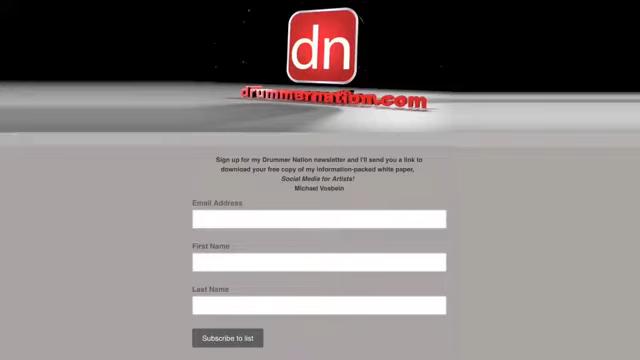 dn
drummernation.com
Sign up for my Drummer Nation newsletter and I'll send you a link to
download your free copy of my information-packed white paper,
Social Media for Artists!
Michael Vosbein
Email Address
First Name
Last Name
Subscribe to list